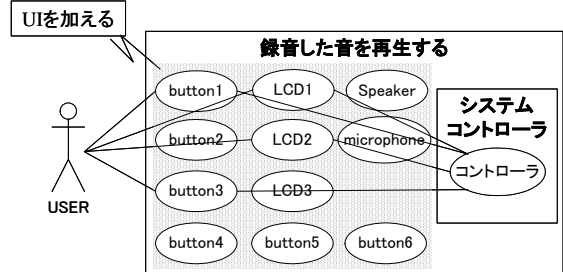 UIを加える
録音した音を再生する
button1
LCD1
Speaker
システム
コントローラ
button2
LCD2
microphone
コントローラ
button3
LCD3
USER
button4
button5
button6